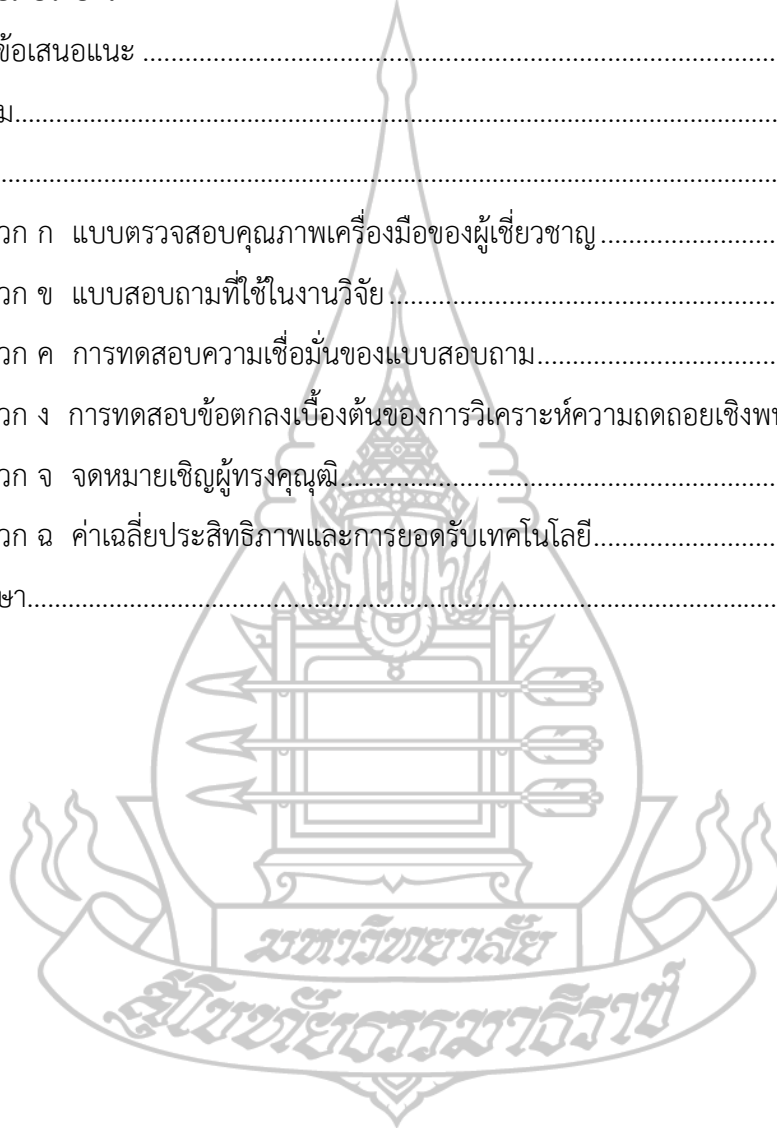 ข้อเสนอแนะ ........................................................................................................
ม........................................................................................................
........................................................................................................
วก ก  แบบตรวจสอบคุณภาพเครื่องมือของผู้เชี่ยวชาญ ............................
วก ข  แบบสอบถามที่ใช้ในงานวิจัย ............................................................
วก ค  การทดสอบความเชื่อมั่นของแบบสอบถาม......................................
วก ง  การทดสอบข้อตกลงเบื้องต้นของการวิเคราะห์ความถดถอยเชิงพห
วก จ  จดหมายเชิญผู้ทรงคุณวุฒิ................................................................
วก ฉ  ค่าเฉลี่ยประสิทธิภาพและการยอดรับเทคโนโลยี............................
ษา........................................................................................................
มหาวิทยาลัย
สุโขทัยธรรมาธิราช